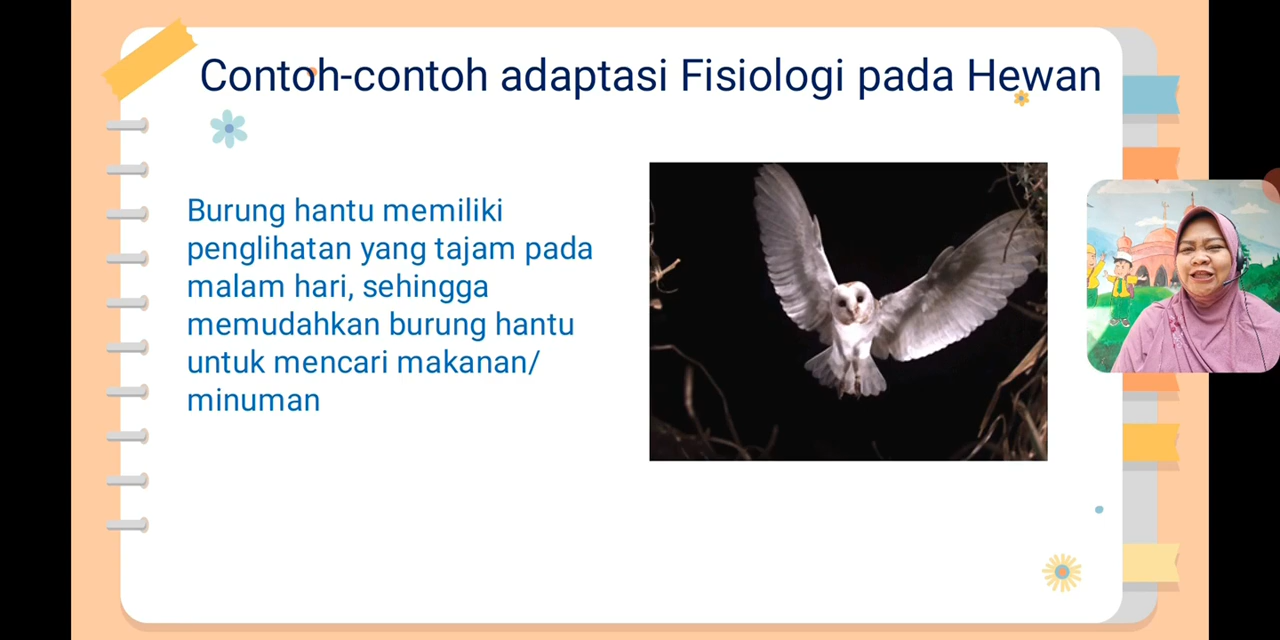 Contoh-contoh adaptasi Fisiologi pada Hewan
Burung hantu memiliki
penglihatan yang tajam pada
malam hari, sehingga
memudahkan burung hantu
untuk mencari makanan/
minuman